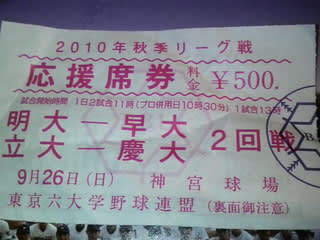 2010年秋季リーグ戦
応援席券 料金 ¥500.
試合開始時間 1日2試合11時(プロ併用日10時30分) 1試合13時
明大ー早大
立大ー慶大 2回戦
9月26日(日) 神宮球場
東京六大学野球連盟 (裏面御注意)